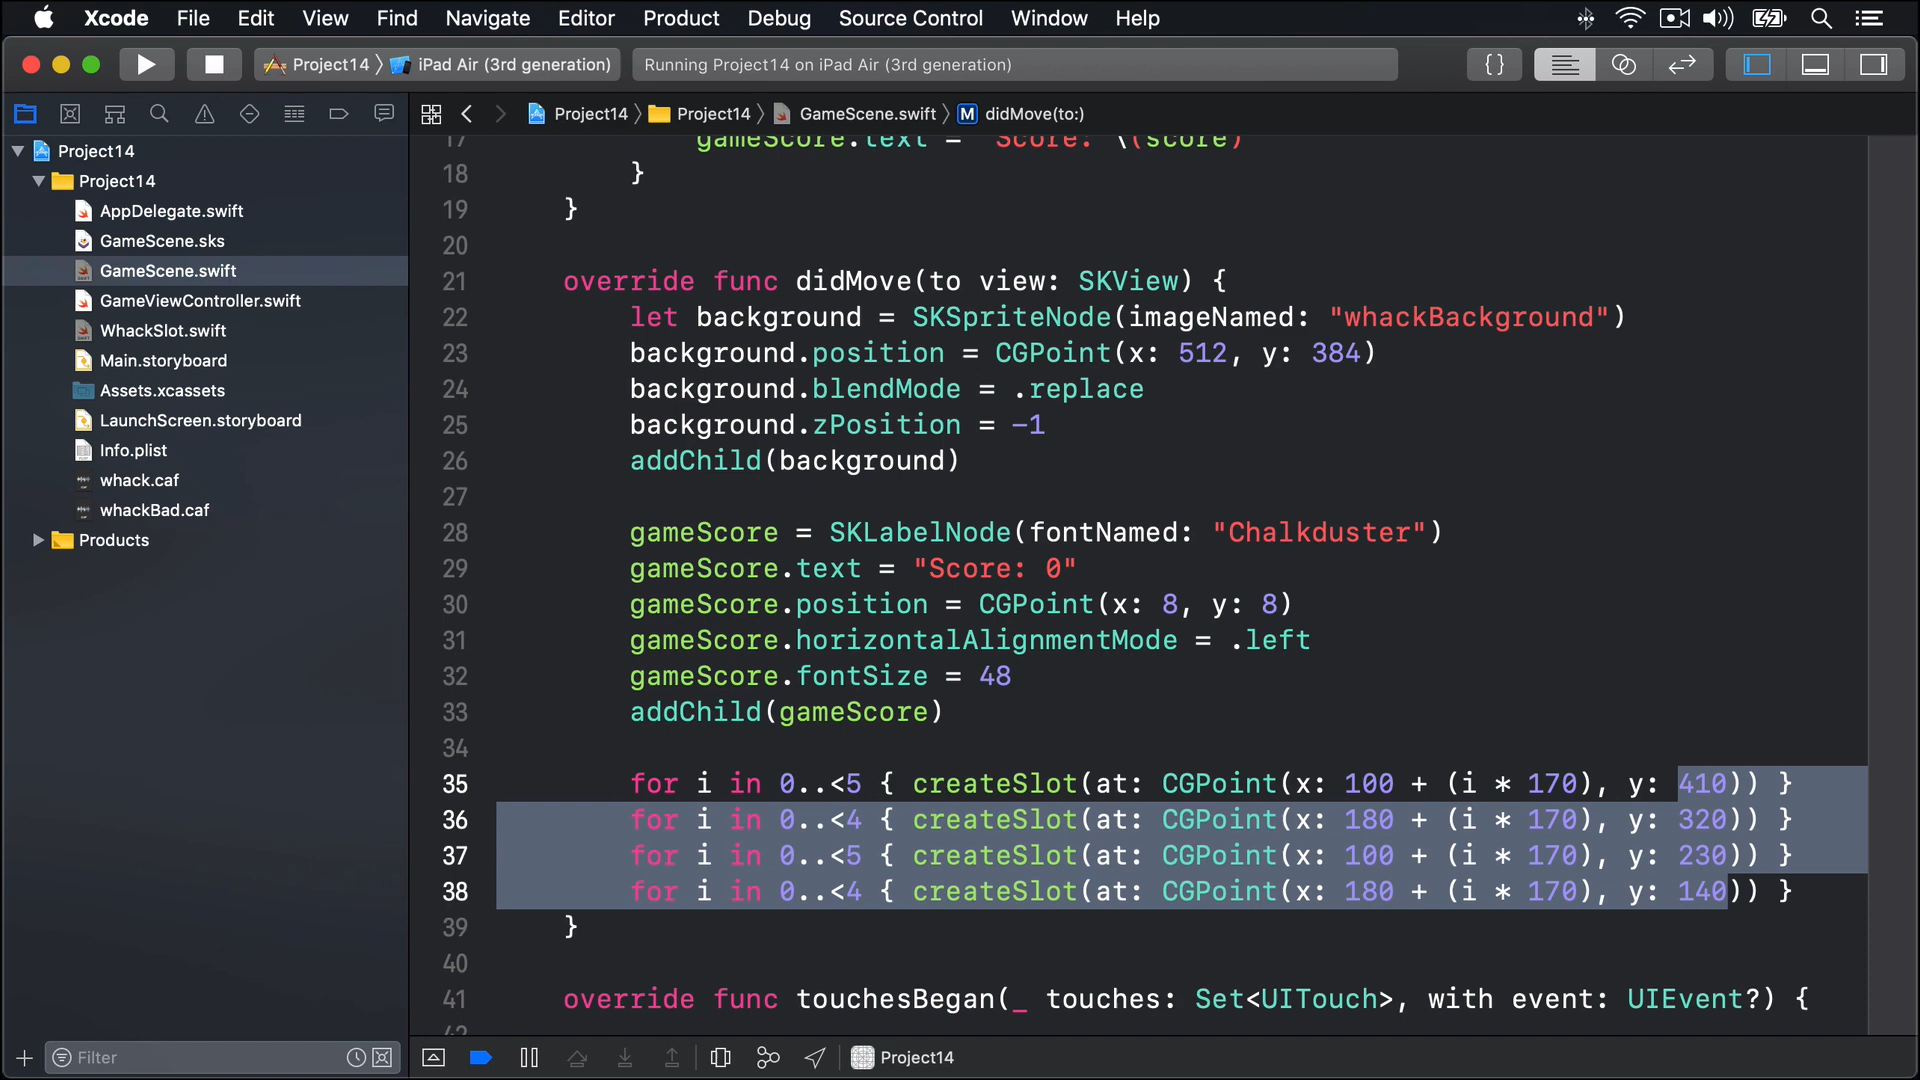 Xcode File Edit View Find Navigate Editor Product Debug Source Control Window Help
Project14 iPad Air (3rd generation) Running Project14 on iPad Air (3rd generation) {}
Project14 Project14 GameScene.swift M didMove(to:)
Project14
Project14
AppDelegate.swift
GameScene.sks
GameScene.swift
GameViewController.swift
WhackSlot.swift
Main.storyboard
Assets.xcassets
LaunchScreen.storyboard
Info.plist
whack.caf
whackBad.caf
Products
Filter
17 gameScore.text = "Score: \(score)
18 }
19 }
20
21 override func didMove(to view: SKView) {
22 let background = SKSpriteNode(imageNamed: "whackBackground")
23 background.position = CGPoint(x: 512, y: 384)
24 background.blendMode = .replace
25 background.zPosition = -1
26 addChild(background)
27
28 gameScore = SKLabelNode(fontNamed: "Chalkduster")
29 gameScore.text = "Score: 0"
30 gameScore.position = CGPoint(x: 8, y: 8)
31 gameScore.horizontalAlignmentMode = .left
32 gameScore.fontSize = 48
33 addChild(gameScore)
34
35 for i in 0..<5 { createSlot(at: CGPoint(x: 100 + (i * 170), y: 410)) }
36 for i in 0..<4 { createSlot(at: CGPoint(x: 180 + (i * 170), y: 320)) }
37 for i in 0..<5 { createSlot(at: CGPoint(x: 100 + (i * 170), y: 230)) }
38 for i in 0..<4 { createSlot(at: CGPoint(x: 180 + (i * 170), y: 140)) }
39 }
40
41 override func touchesBegan(_ touches: Set<UITouch>, with event: UIEvent?) {
42
Project14